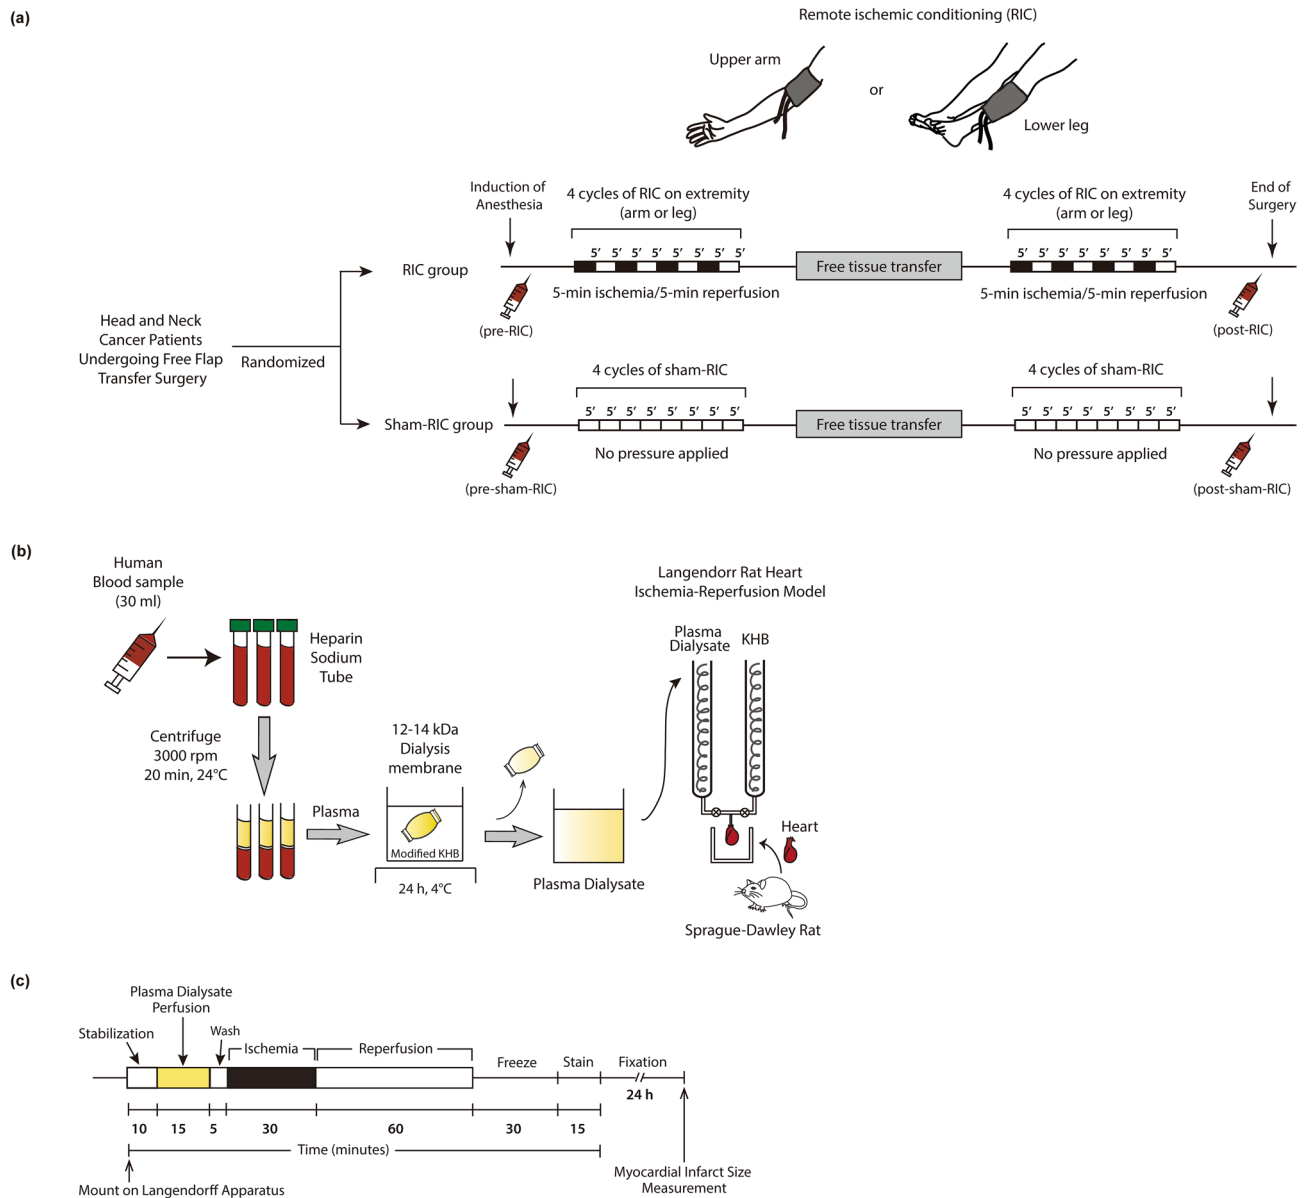 (a)
Remote ischemic conditioning (RIC)
Upper arm
or
Lower leg
Induction of
Anesthesia
4 cycles of RIC on extremity
(arm or leg)
5’ 5’ 5’ 5’ 5’ 5’ 5’ 5’
4 cycles of RIC on extremity
(arm or leg)
5’ 5’ 5’ 5’ 5’ 5’ 5’ 5’
End of
Surgery
RIC group
Free tissue transfer
5-min ischemia/5-min reperfusion
5-min ischemia/5-min reperfusion
(pre-RIC)
(post-RIC)
Head and Neck
Cancer Patients
Undergoing Free Flap
Transfer Surgery
Randomized
4 cycles of sham-RIC
5’ 5’ 5’ 5’ 5’ 5’ 5’ 5’
4 cycles of sham-RIC
5’ 5’ 5’ 5’ 5’ 5’ 5’ 5’
Sham-RIC group
Free tissue transfer
No pressure applied
No pressure applied
(pre-sham-RIC)
(post-sham-RIC)
(b)
Human
Blood sample
(30 ml)
Heparin
Sodium
Tube
Centrifuge
3000 rpm
20 min, 24°C
Plasma
12-14 kDa
Dialysis
membrane
Modified KHB
24 h, 4°C
Plasma Dialysate
Langendorr Rat Heart
Ischemia-Reperfusion Model
Plasma
Dialysate
KHB
Heart
Sprague-Dawley Rat
(c)
Plasma Dialysate
Perfusion
Stabilization
Wash
Ischemia
Reperfusion
Freeze
Stain
Fixation
24 h
10 15 5 30 60 30 15
Time (minutes)
Mount on Langendorff Apparatus
Myocardial Infarct Size
Measurement